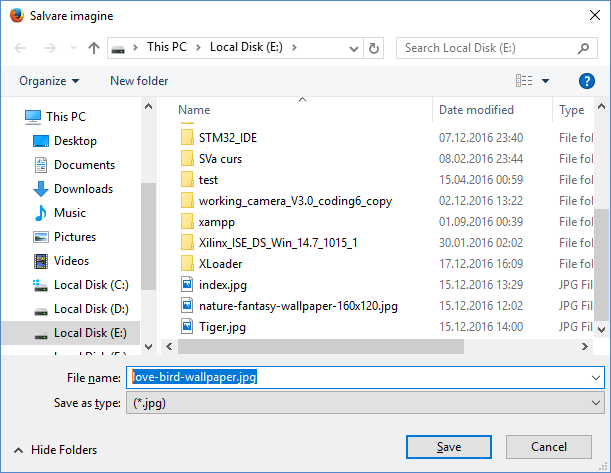 Salvare imagine
This PC > Local Disk (E:) >
Search Local Disk (E:)
Organize
New folder
?
This PC
Desktop
Documents
Downloads
Music
Pictures
Videos
Local Disk (C:)
Local Disk (D:)
Local Disk (E:)
Name Date modified Type
STM32_IDE 07.12.2016 23:40 File fol
SVa curs 08.02.2016 23:44 File fol
test 15.04.2016 00:59 File fol
working_camera_V3.0_coding6_copy 02.12.2016 13:22 File fol
xampp 01.09.2016 00:39 File fol
Xilinx_ISE_DS_Win_14.7_1015_1 30.01.2016 02:02 File fol
XLoader 17.12.2016 16:09 File fol
index.jpg 15.12.2016 13:29 JPG Fil
nature-fantasy-wallpaper-160x120.jpg 15.12.2016 12:02 JPG Fil
Tiger.jpg 15.12.2016 14:00 JPG Fil
File name: love-bird-wallpaper.jpg
Save as type: (*.jpg)
Hide Folders
Save
Cancel